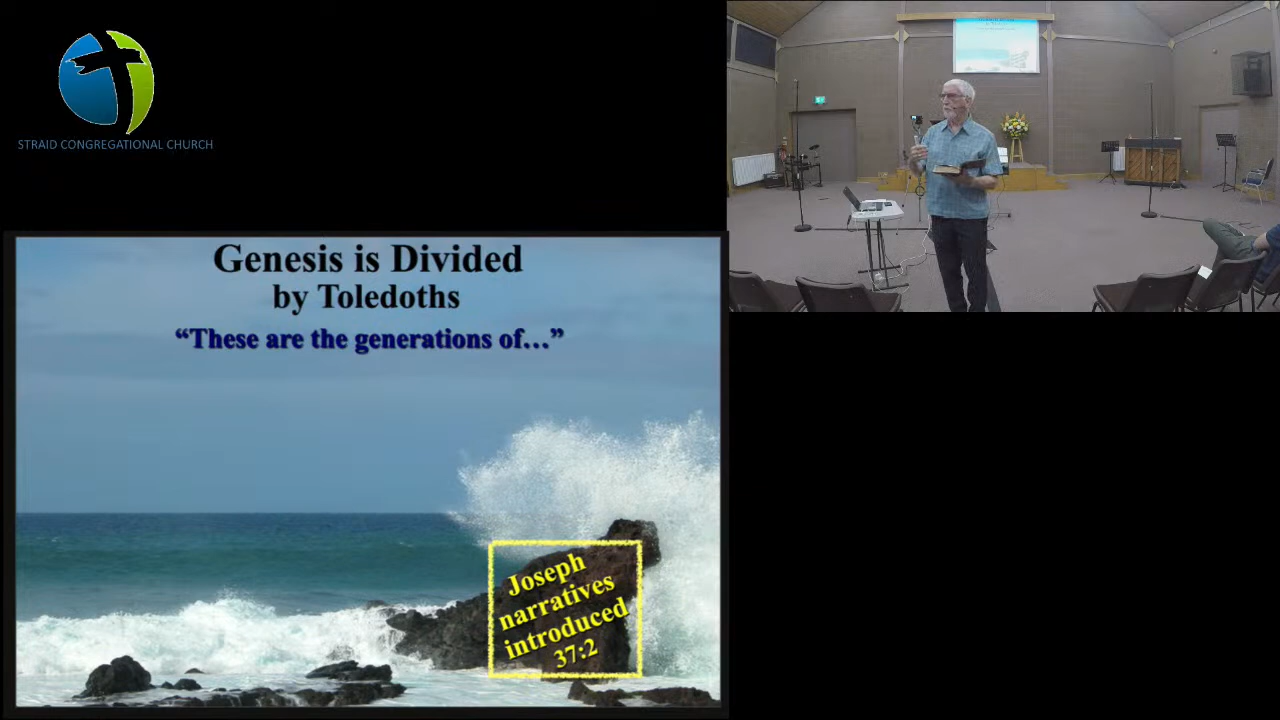 STRAID CONGREGATIONAL CHURCH
Genesis is Divided
by Toledoths
“These are the generations of…”
Joseph
narratives
introduced
37:2